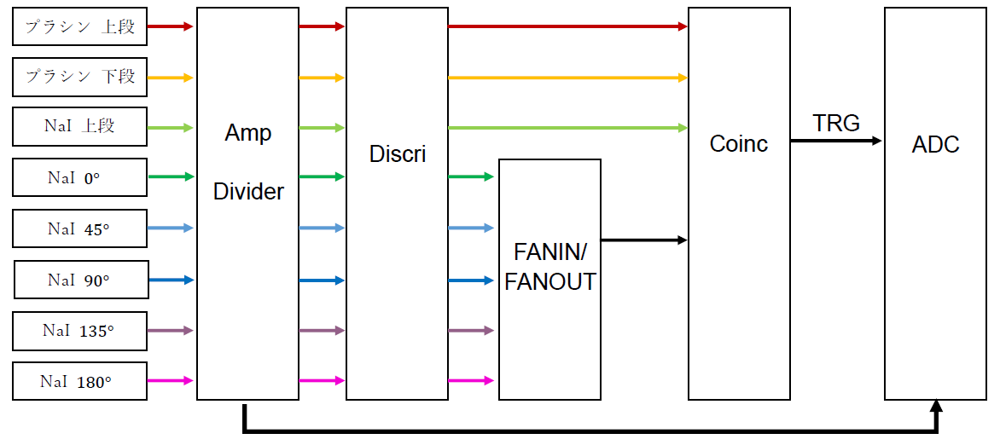 プラシン 上段
プラシン 下段
NaI 上段
NaI 0°
NaI 45°
NaI 90°
NaI 135°
NaI 180°
Amp
Divider
Discri
FANIN/
FANOUT
Coinc
TRG
ADC